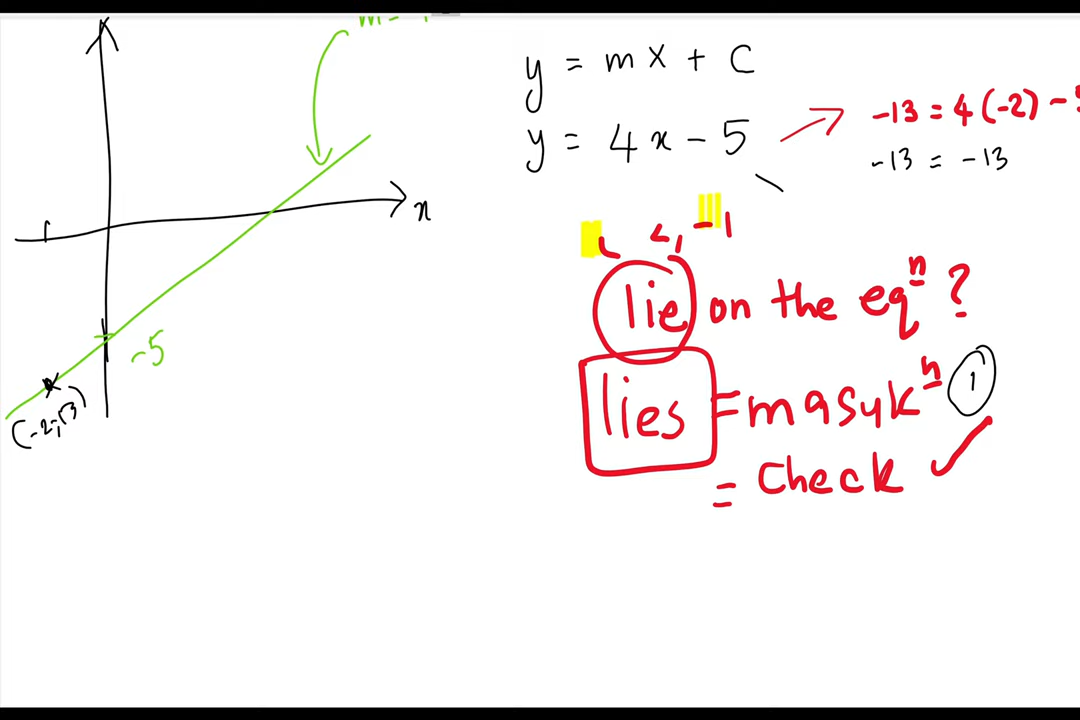 y = mx + c
y = 4x - 5
-13 = 4(-2) -
-13 = -13
x
-1
lie on the eqⁿ ?
lies = masukⁿ 1
= Check ✓
-5
(-2,-13)